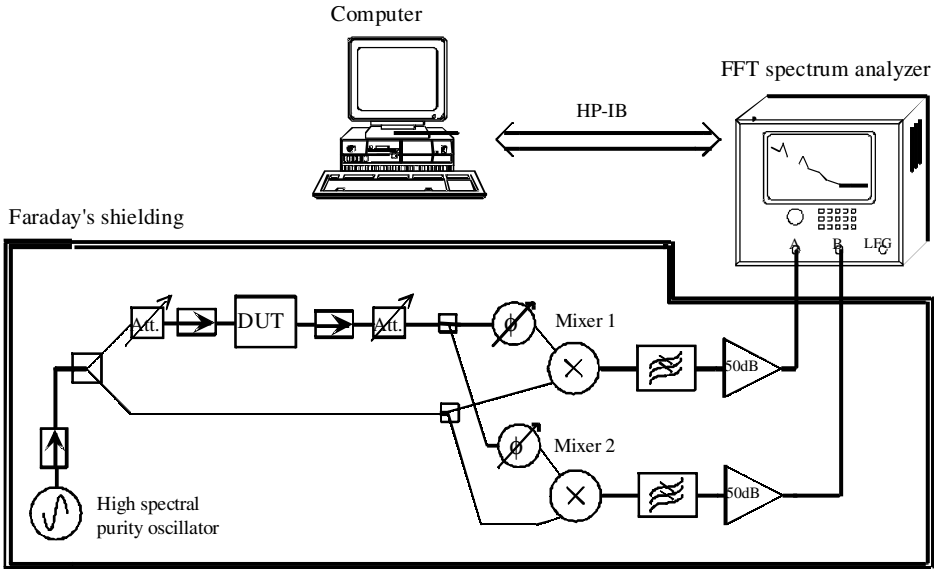 Computer
FFT spectrum analyzer
HP-IB
Faraday's shielding
A B LFG
Att. DUT Att. ϕ Mixer 1
50dB
ϕ Mixer 2
50dB
High spectral
purity oscillator